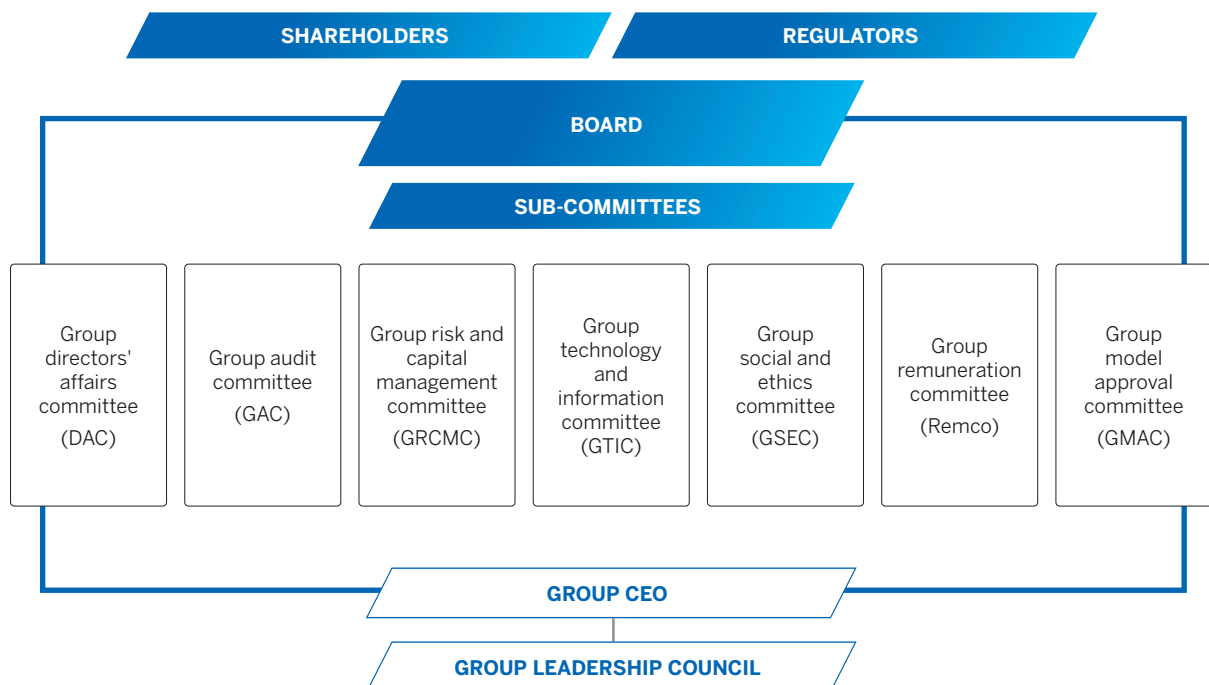 SHAREHOLDERS
REGULATORS
BOARD
SUB-COMMITTEES
Group
directors'
affairs
committee
(DAC)
Group audit
committee
(GAC)
Group risk and
capital
management
committee
(GRCMC)
Group
technology
and
information
committee
(GTIC)
Group
social and
ethics
committee
(GSEC)
Group
remuneration
committee
(Remco)
Group
model
approval
committee
(GMAC)
GROUP CEO
GROUP LEADERSHIP COUNCIL